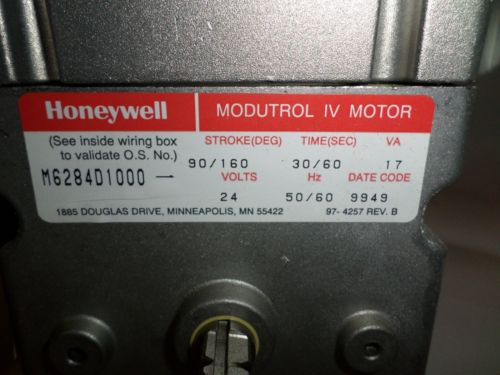 Honeywell MODUTROL IV MOTOR
(See inside wiring box STROKE(DEG) TIME(SEC) VA
to validate O.S. No.) 90/160 30/60 17
M6284D1000 → VOLTS Hz DATE CODE
24 50/60 9949
1885 DOUGLAS DRIVE, MINNEAPOLIS, MN 55422 97-4257 REV. B